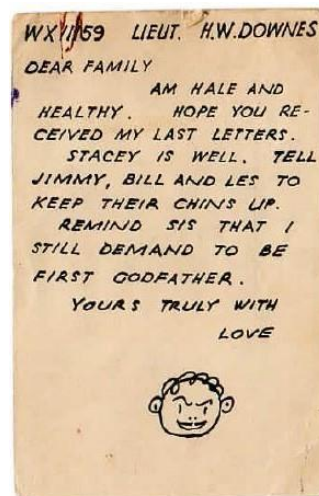 WX11159 LIEUT. H.W. DOWNES
DEAR FAMILY
AM HALE AND
HEALTHY. HOPE YOU RE-
CEIVED MY LAST LETTERS.
STACEY IS WELL. TELL
JIMMY, BILL AND LES TO
KEEP THEIR CHINS UP.
REMIND SIS THAT I
STILL DEMAND TO BE
FIRST GODFATHER.
YOURS TRULY WITH
LOVE